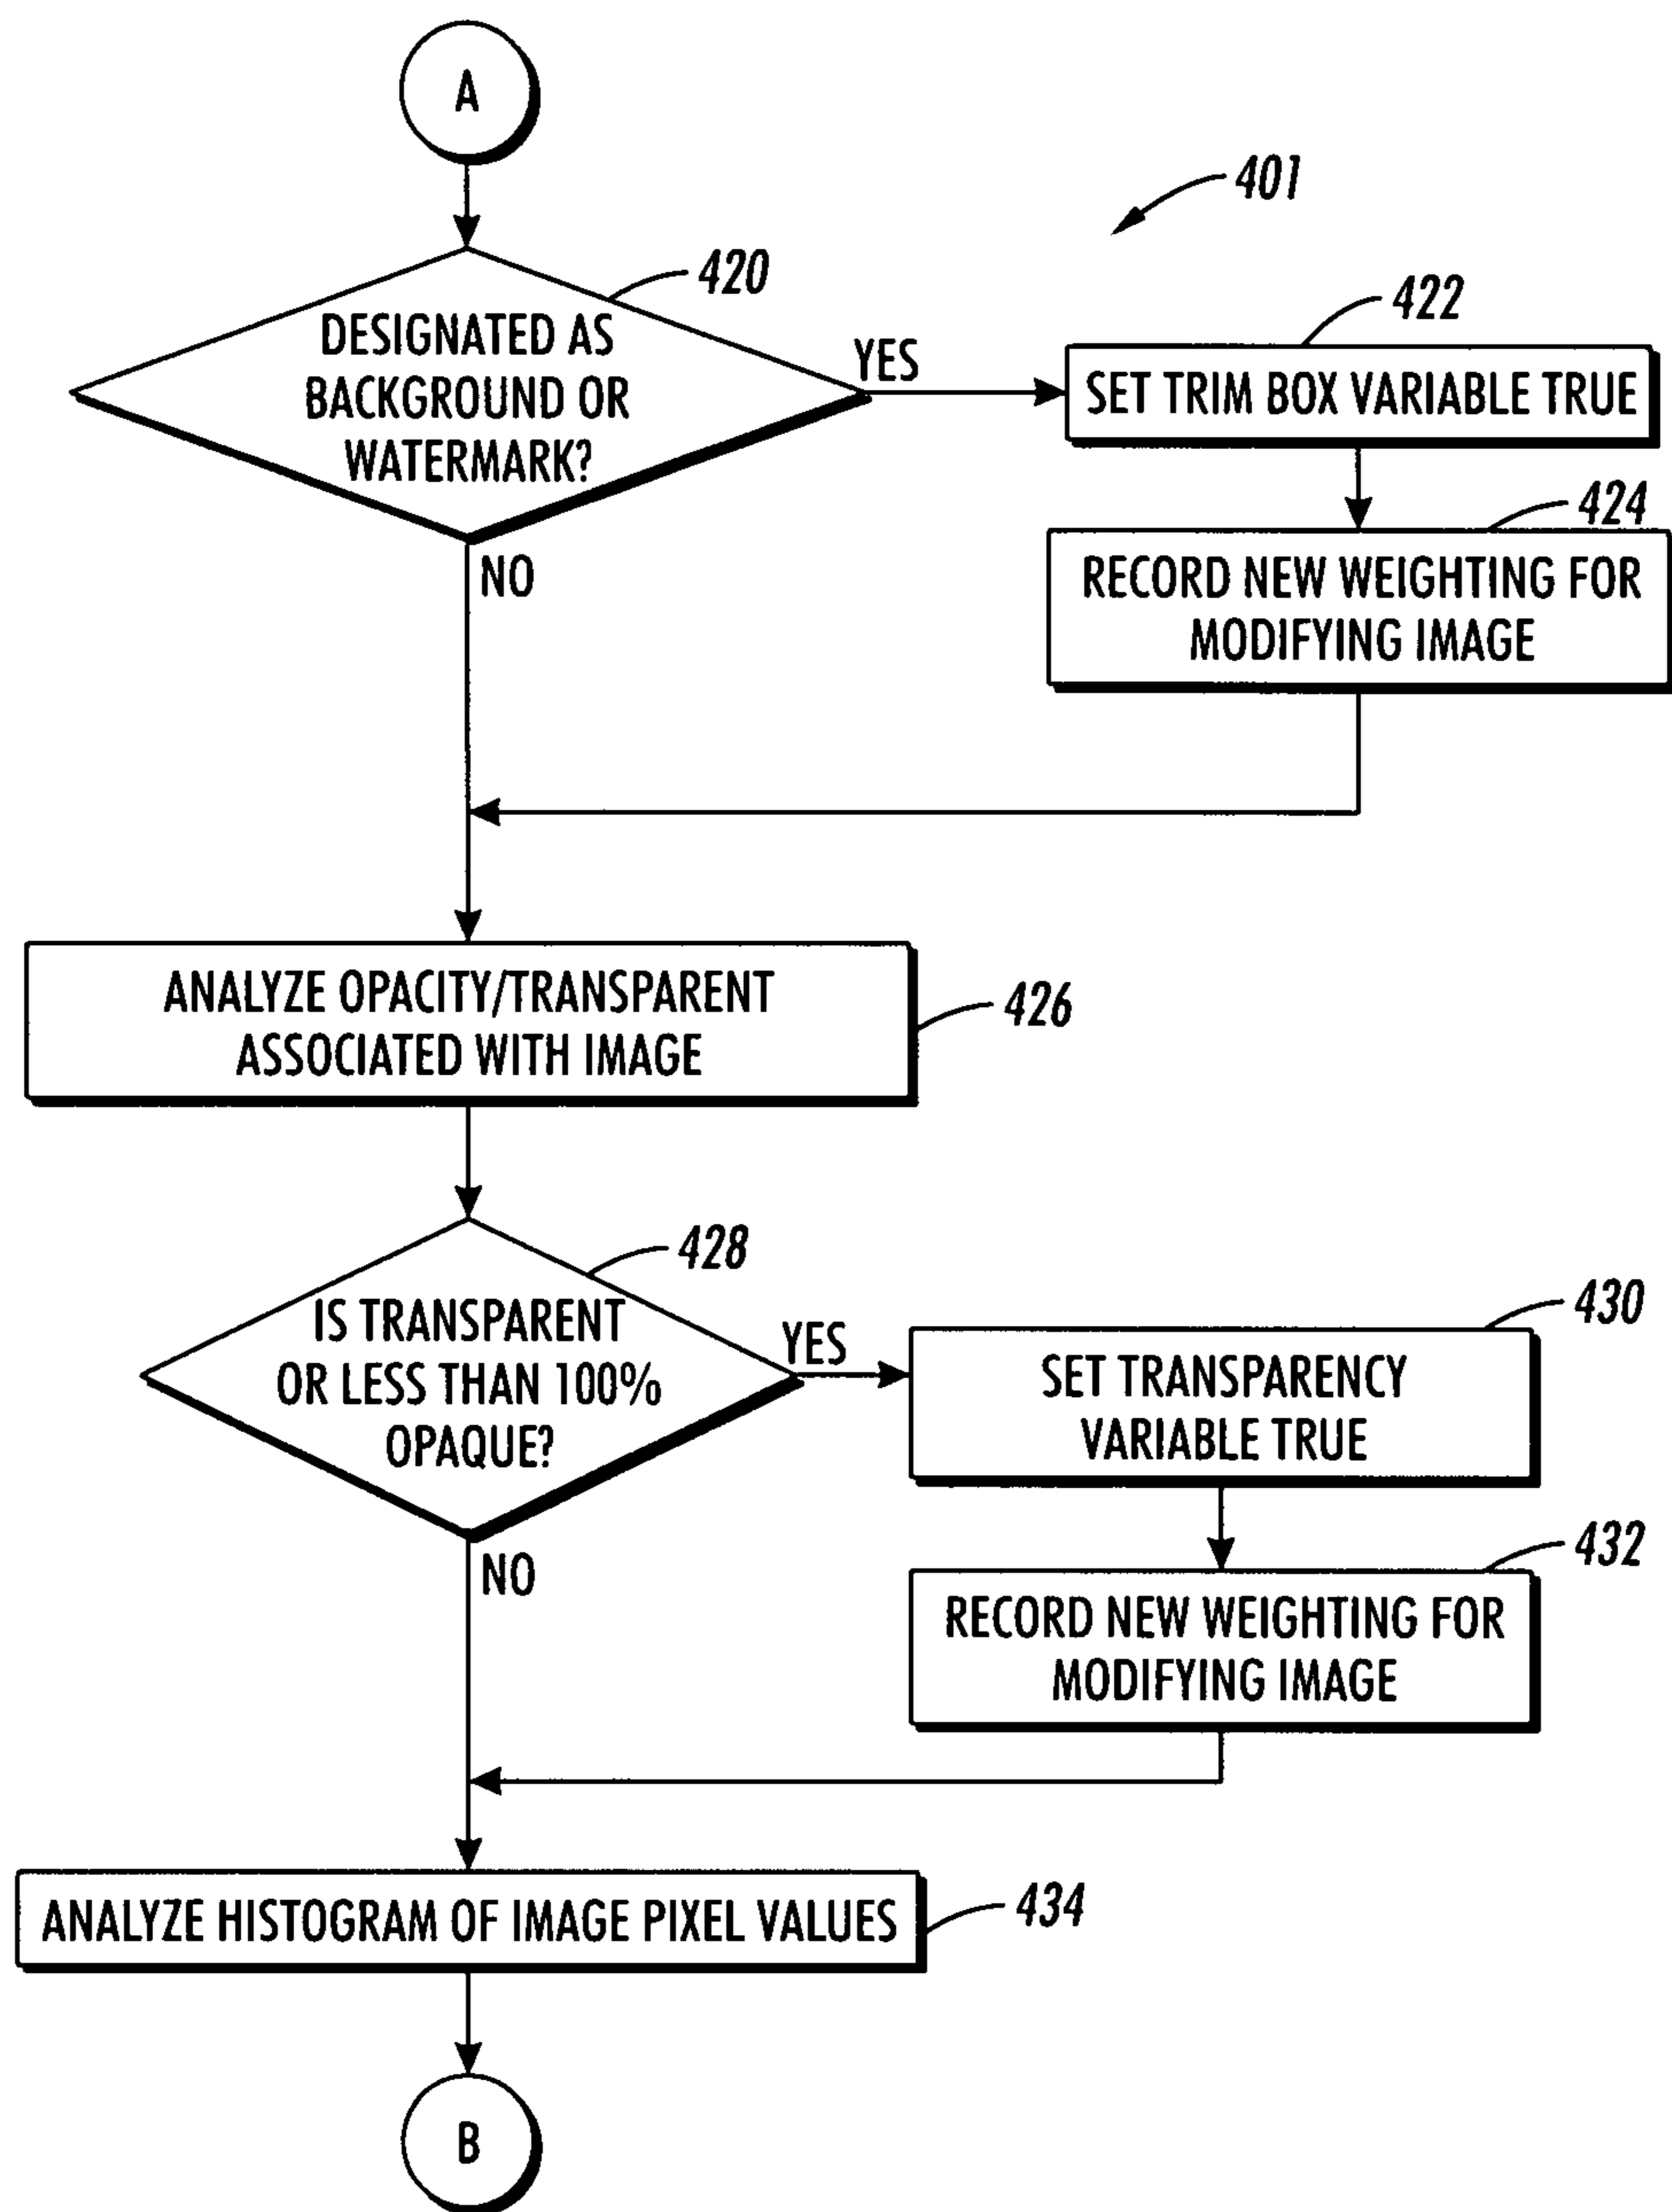 A
401
420
DESIGNATED AS
BACKGROUND OR
WATERMARK?
YES
422
SET TRIM BOX VARIABLE TRUE
424
RECORD NEW WEIGHTING FOR
MODIFYING IMAGE
NO
ANALYZE OPACITY/TRANSPARENT
ASSOCIATED WITH IMAGE
426
428
IS TRANSPARENT
OR LESS THAN 100%
OPAQUE?
YES
430
SET TRANSPARENCY
VARIABLE TRUE
432
RECORD NEW WEIGHTING FOR
MODIFYING IMAGE
NO
ANALYZE HISTOGRAM OF IMAGE PIXEL VALUES
434
B